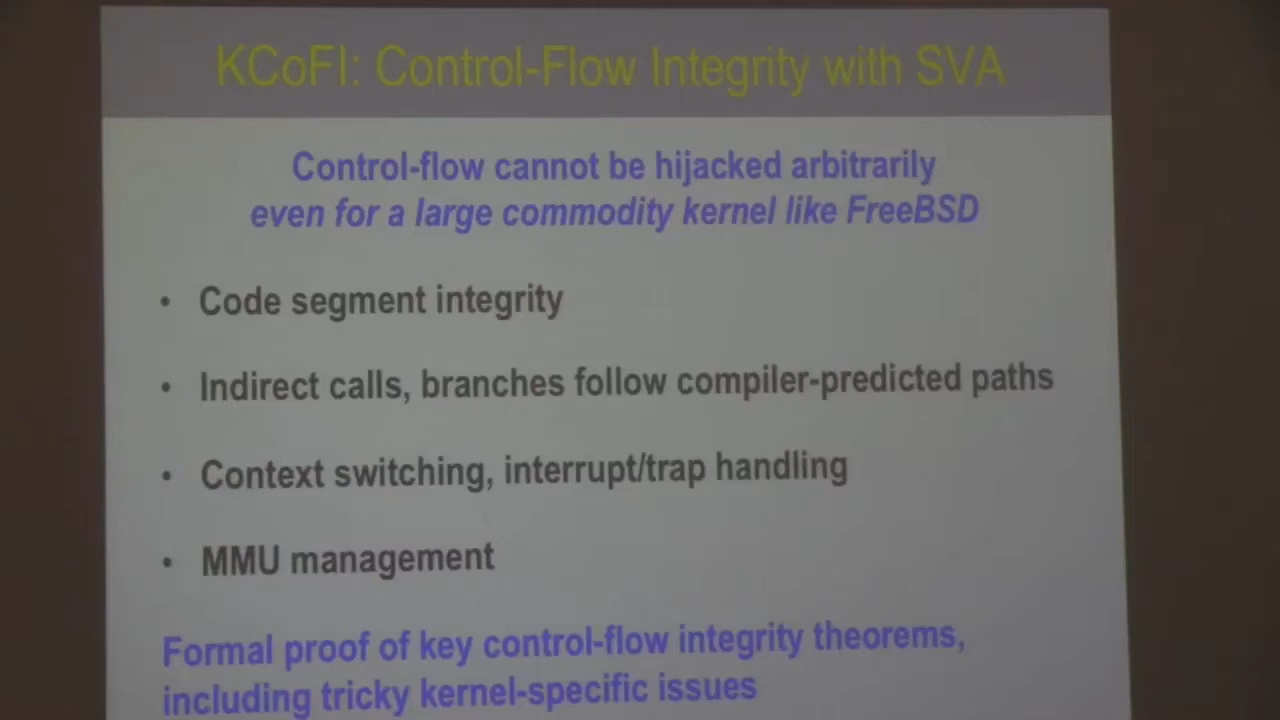 KCoFI: Control-Flow Integrity with SVA
Control-flow cannot be hijacked arbitrarily
even for a large commodity kernel like FreeBSD
• Code segment integrity
• Indirect calls, branches follow compiler-predicted paths
• Context switching, interrupt/trap handling
• MMU management
Formal proof of key control-flow integrity theorems,
including tricky kernel-specific issues